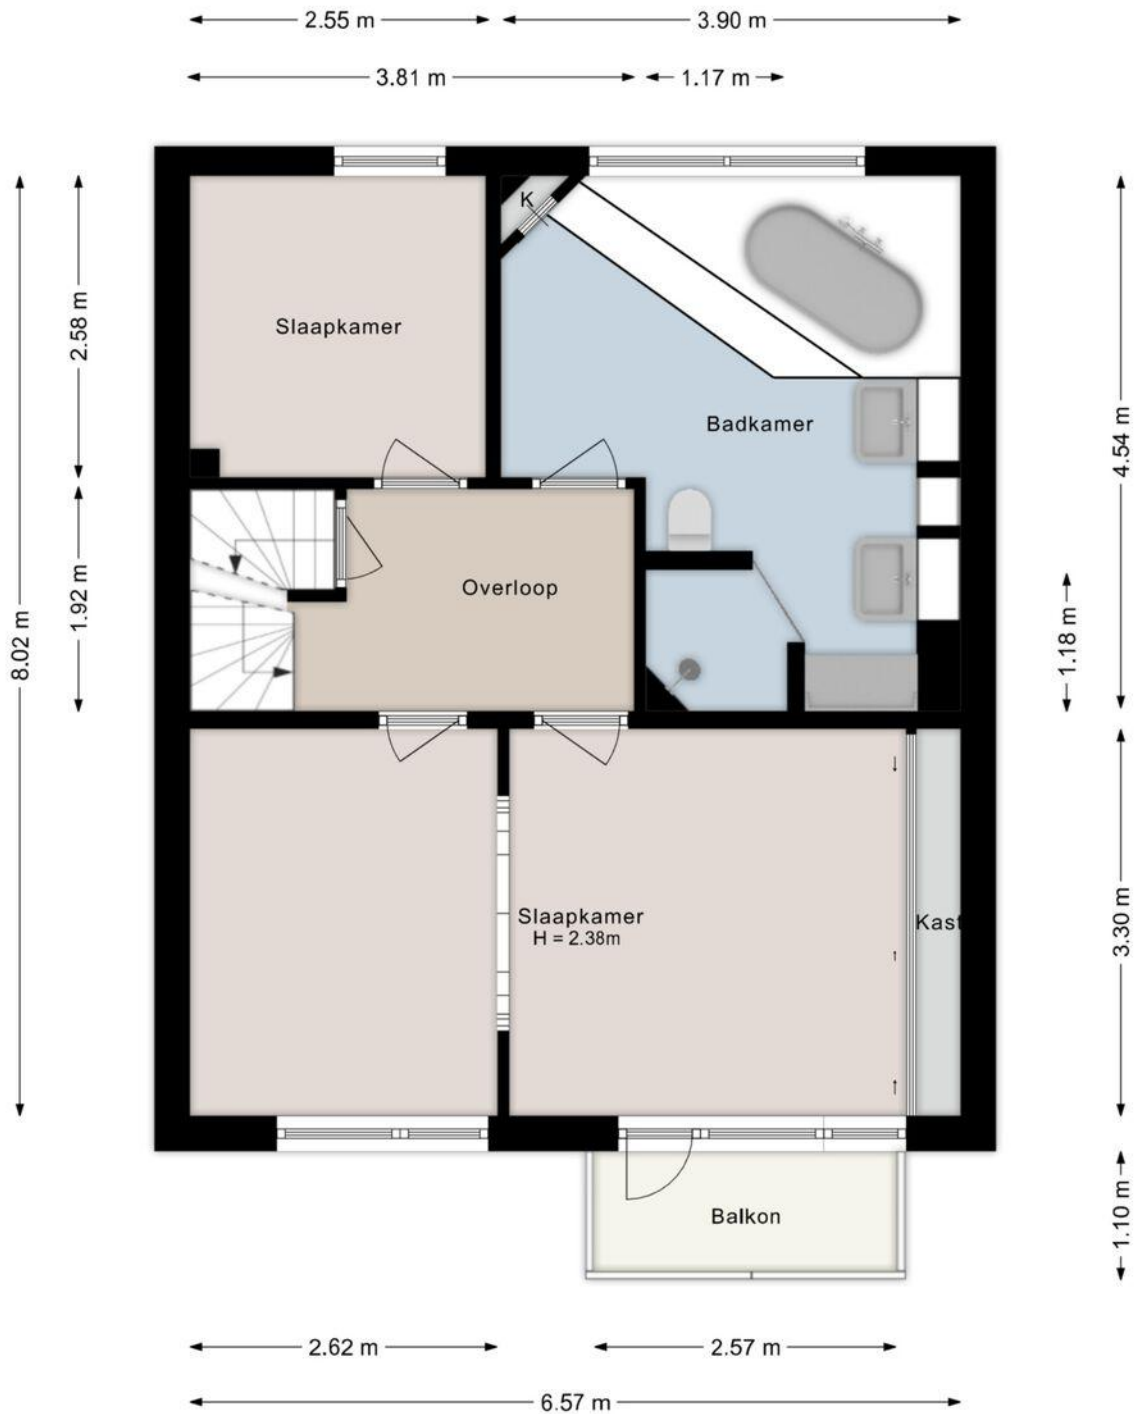 2.55 m
3.90 m
3.81 m
1.17 m
K
Slaapkamer
2.58 m
Badkamer
4.54 m
Overloop
1.92 m
8.02 m
1.18 m
Slaapkamer
H = 2.38m
Kast
3.30 m
Balkon
1.10 m
2.62 m
2.57 m
6.57 m